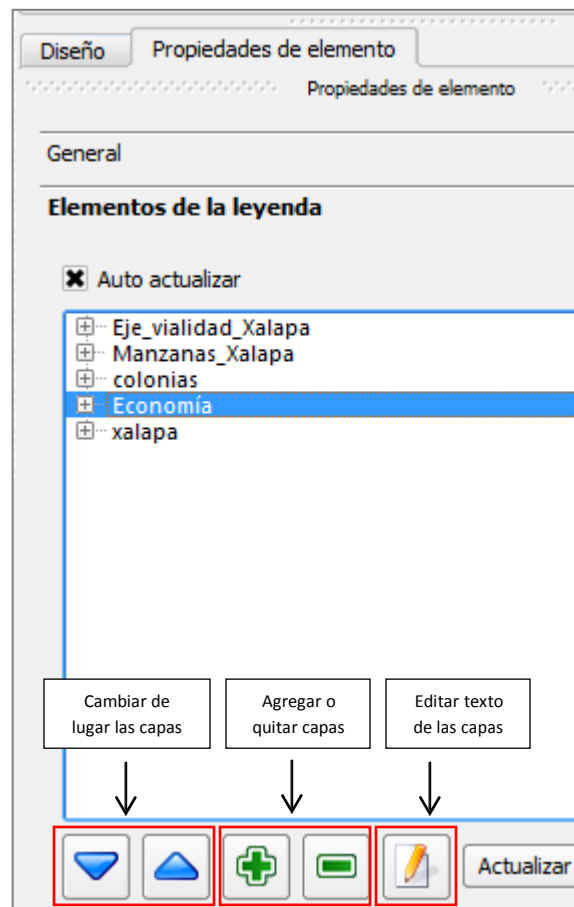 Diseño
Propiedades de elemento
Propiedades de elemento
General
Elementos de la leyenda
Auto actualizar
Eje_vialidad_Xalapa
Manzanas_Xalapa
colonias
Economía
xalapa
Cambiar de
lugar las capas
Agregar o
quitar capas
Editar texto
de las capas
Actualizar